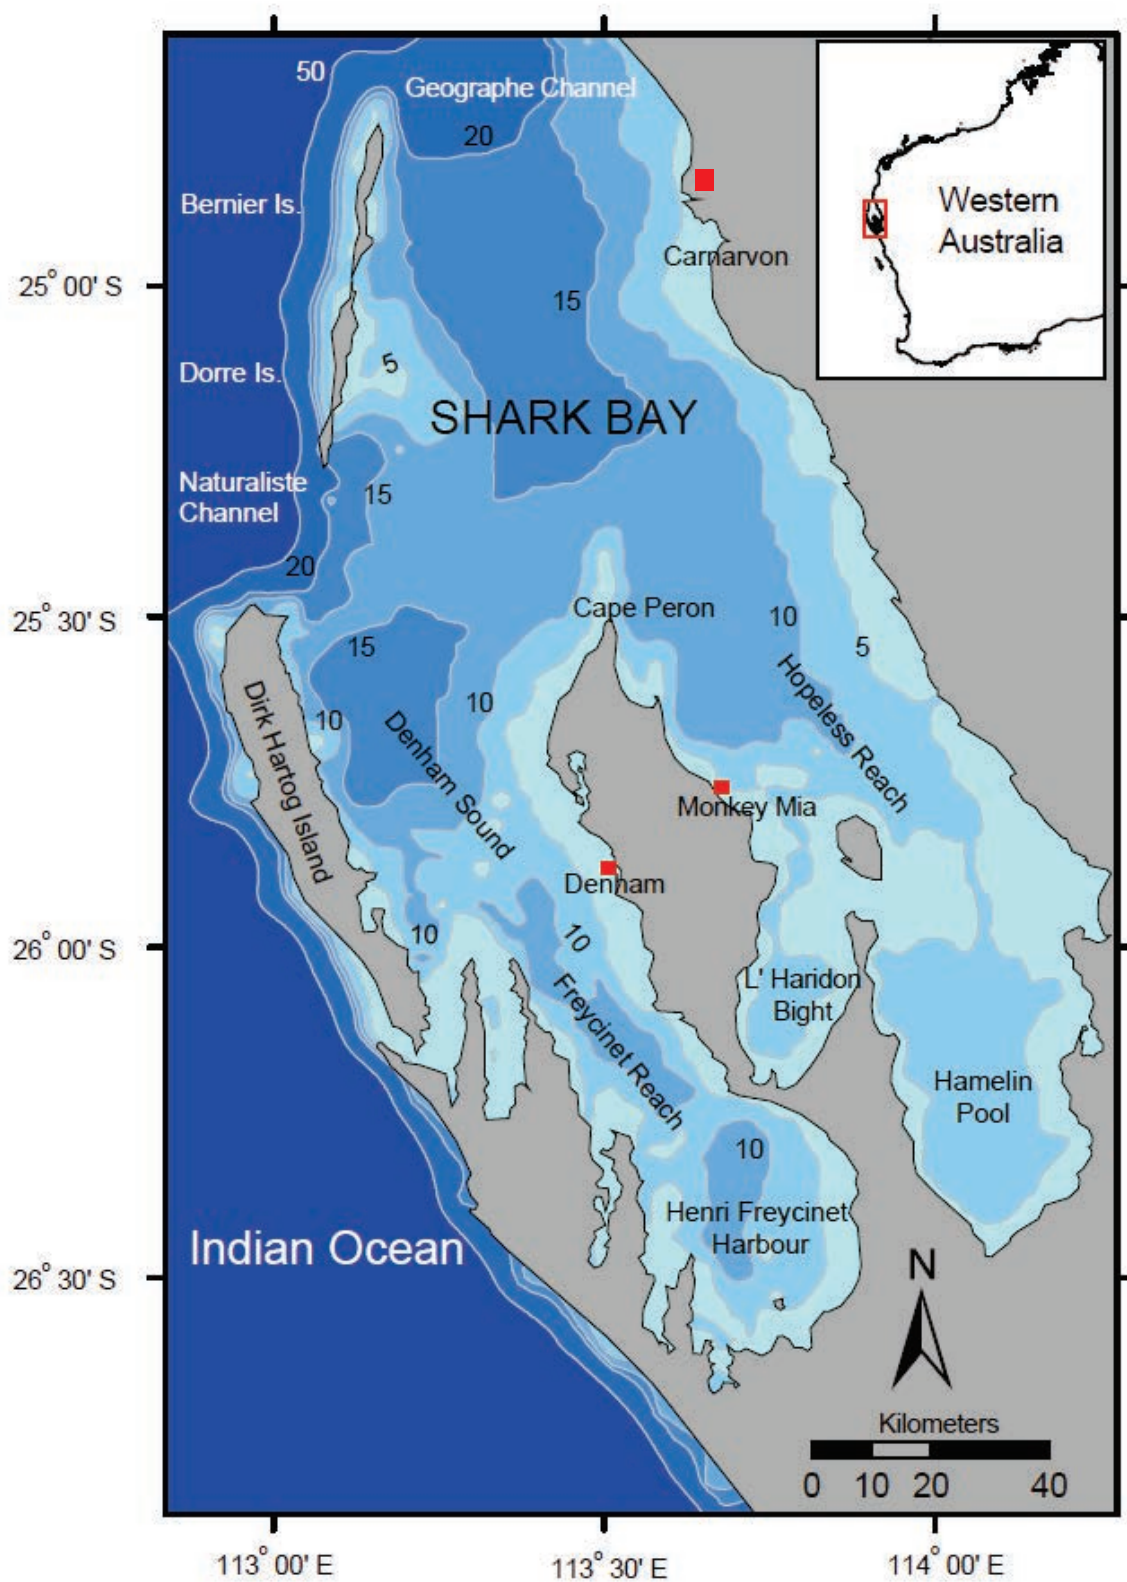 50
Geographe Channel
20
Bernier Is.
Western
Australia
Carnarvon
25° 00' S
15
5
Dorre Is.
SHARK BAY
Naturaliste
Channel
15
20
Cape Peron
25° 30' S
10
15
5
Hopeless Reach
Dirk Hartog Island
10
10
Denham Sound
Monkey Mia
Denham
10
10
26° 00' S
L' Haridon
Bight
Freycinet Reach
Hamelin
Pool
10
Henri Freycinet
Harbour
Indian Ocean
N
26° 30' S
Kilometers
0 10 20 40
113° 00' E
113° 30' E
114° 00' E